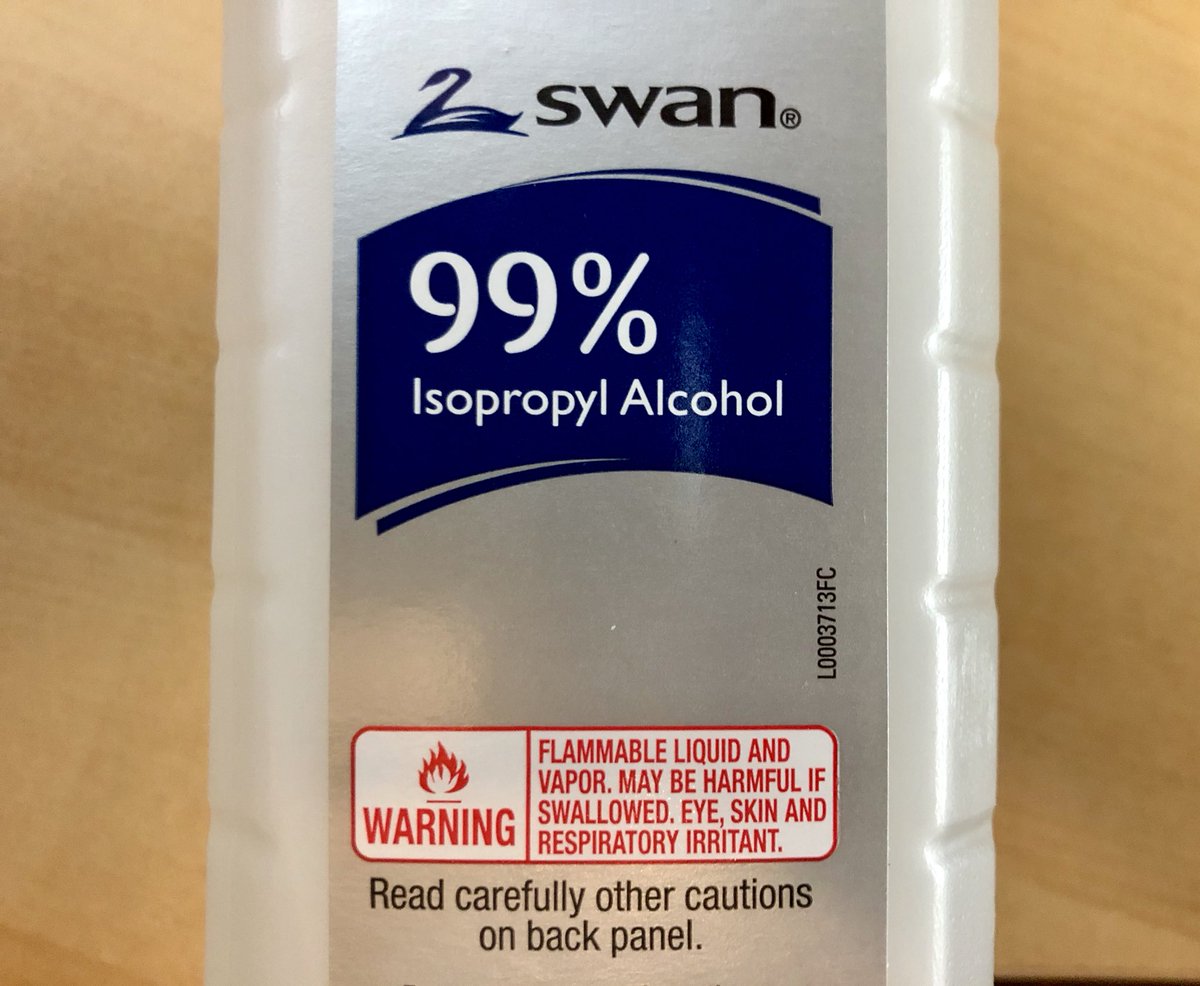 swan®
99%
Isopropyl Alcohol
L0003713FC
WARNING
FLAMMABLE LIQUID AND
VAPOR. MAY BE HARMFUL IF
SWALLOWED. EYE, SKIN AND
RESPIRATORY IRRITANT.
Read carefully other cautions
on back panel.